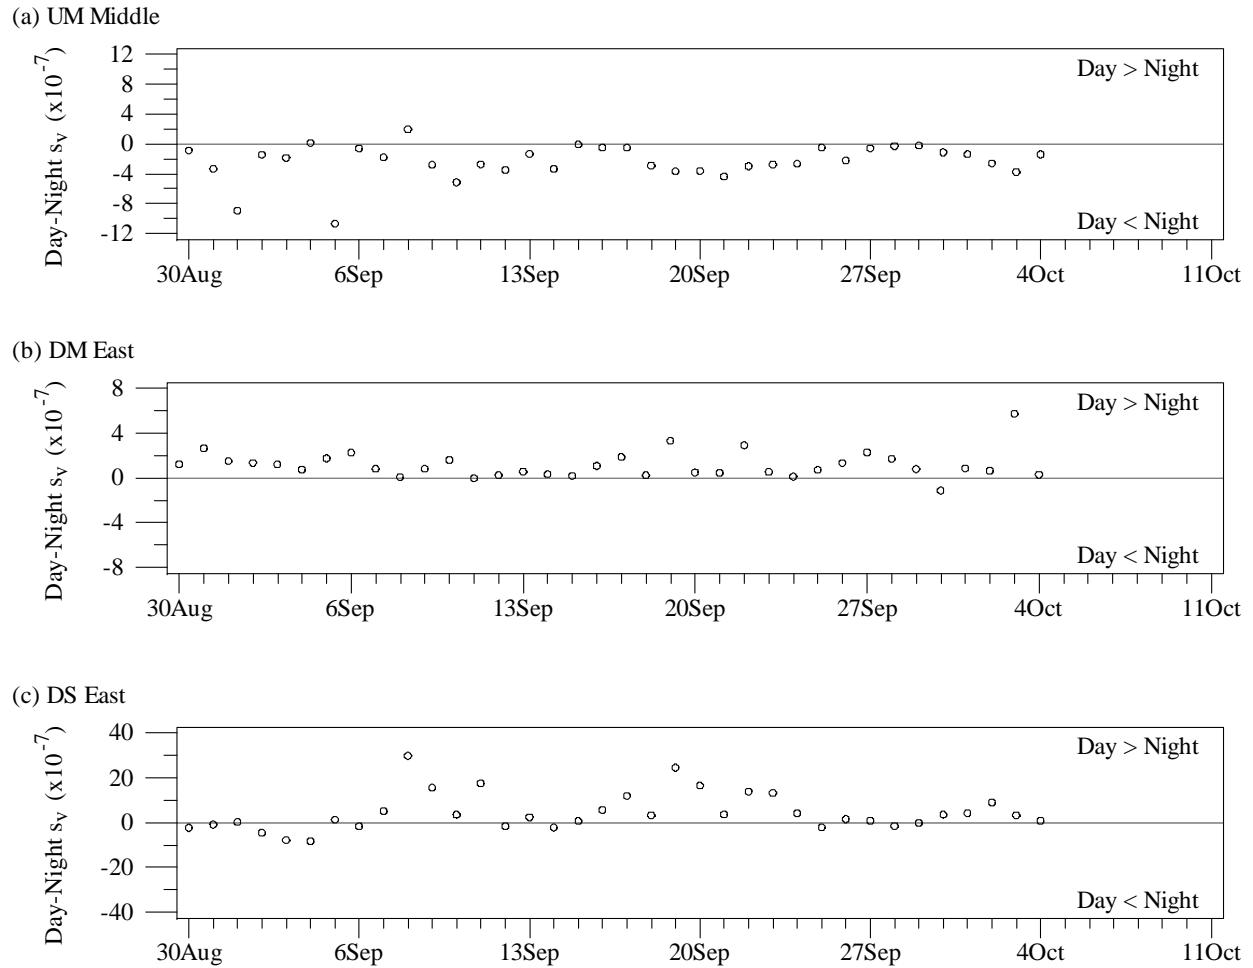 (a) UM Middle
Day-Night s_v (x10^-7)
12
8
4
0
-4
-8
-12
Day > Night
Day < Night
30Aug 6Sep 13Sep 20Sep 27Sep 4Oct 11Oct
(b) DM East
Day-Night s_v (x10^-7)
8
4
0
-4
-8
Day > Night
Day < Night
30Aug 6Sep 13Sep 20Sep 27Sep 4Oct 11Oct
(c) DS East
Day-Night s_v (x10^-7)
40
20
0
-20
-40
Day > Night
Day < Night
30Aug 6Sep 13Sep 20Sep 27Sep 4Oct 11Oct